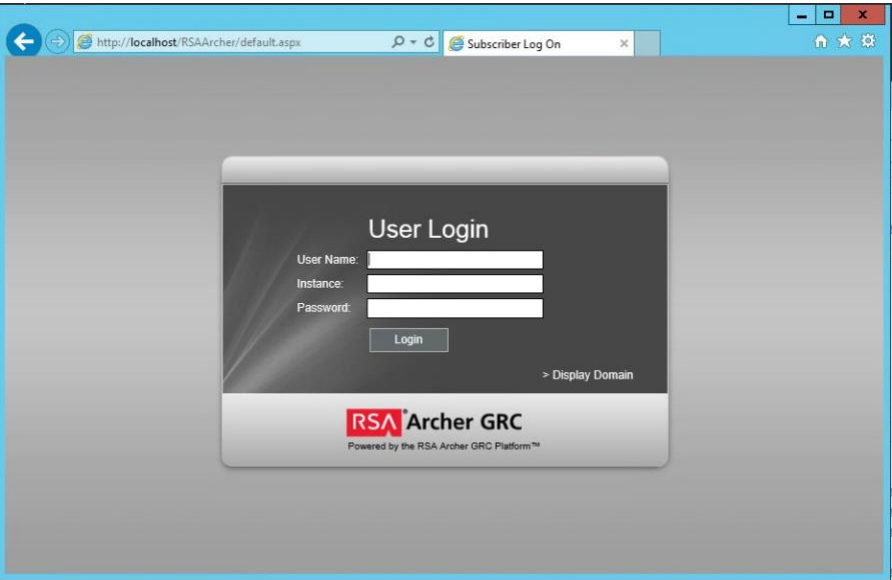 http://localhost/RSAArcher/default.aspx
Subscriber Log On
User Login
User Name:
Instance:
Password:
Login
> Display Domain
RSA Archer GRC
Powered by the RSA Archer GRC Platform™